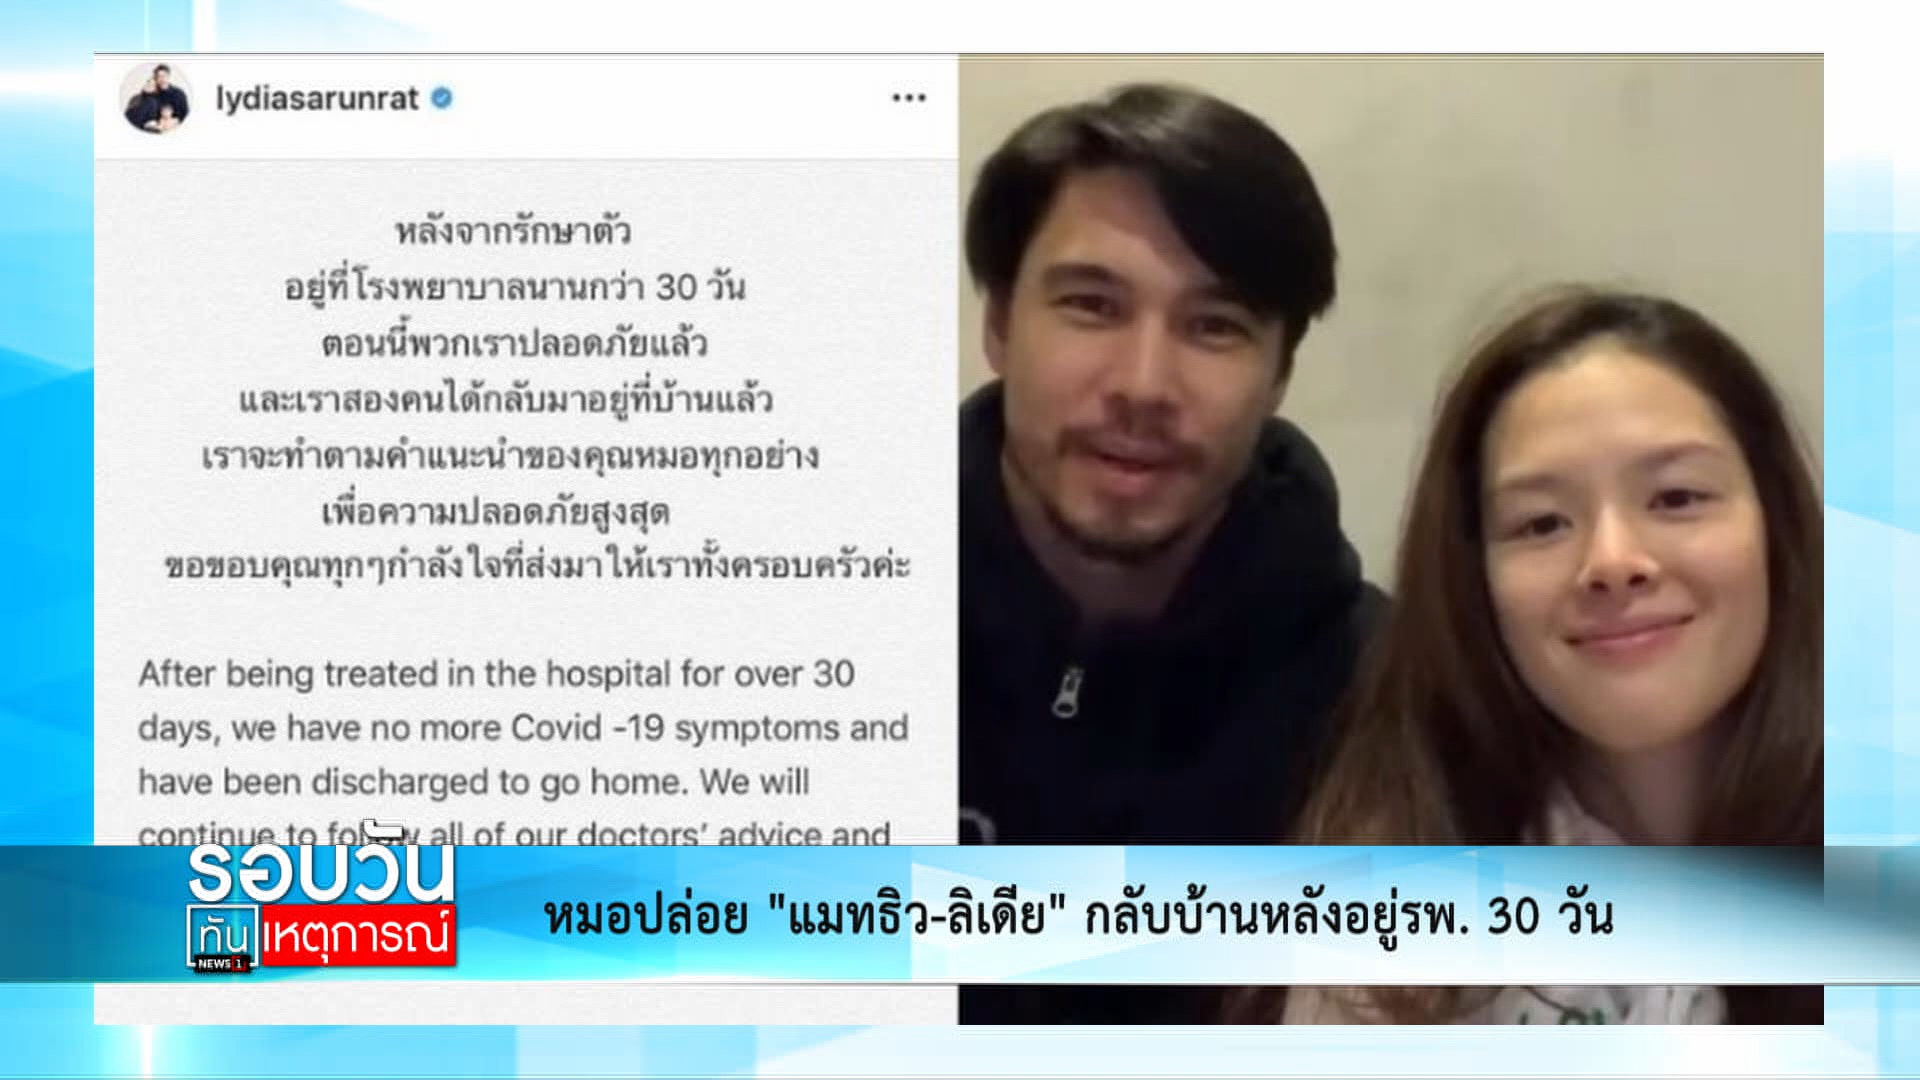 lydiasarunrat
หลังจากรักษาตัว
อยู่ที่โรงพยาบาลนานกว่า 30 วัน
ตอนนี้พวกเราปลอดภัยแล้ว
และเราสองคนได้กลับมาอยู่ที่บ้านแล้ว
เราจะทำตามคำแนะนำของคุณหมอทุกอย่าง
เพื่อความปลอดภัยสูงสุด
ขอขอบคุณทุกๆกำลังใจที่ส่งมาให้เราทั้งครอบครัวค่ะ
After being treated in the hospital for over 30
days, we have no more Covid -19 symptoms and
have been discharged to go home. We will
continue to follow all of our doctors’ advice and
รอบวัน
ทันเหตุการณ์
NEWS 1
หมอปล่อย "แมทธิว-ลิเดีย" กลับบ้านหลังอยู่รพ. 30 วัน